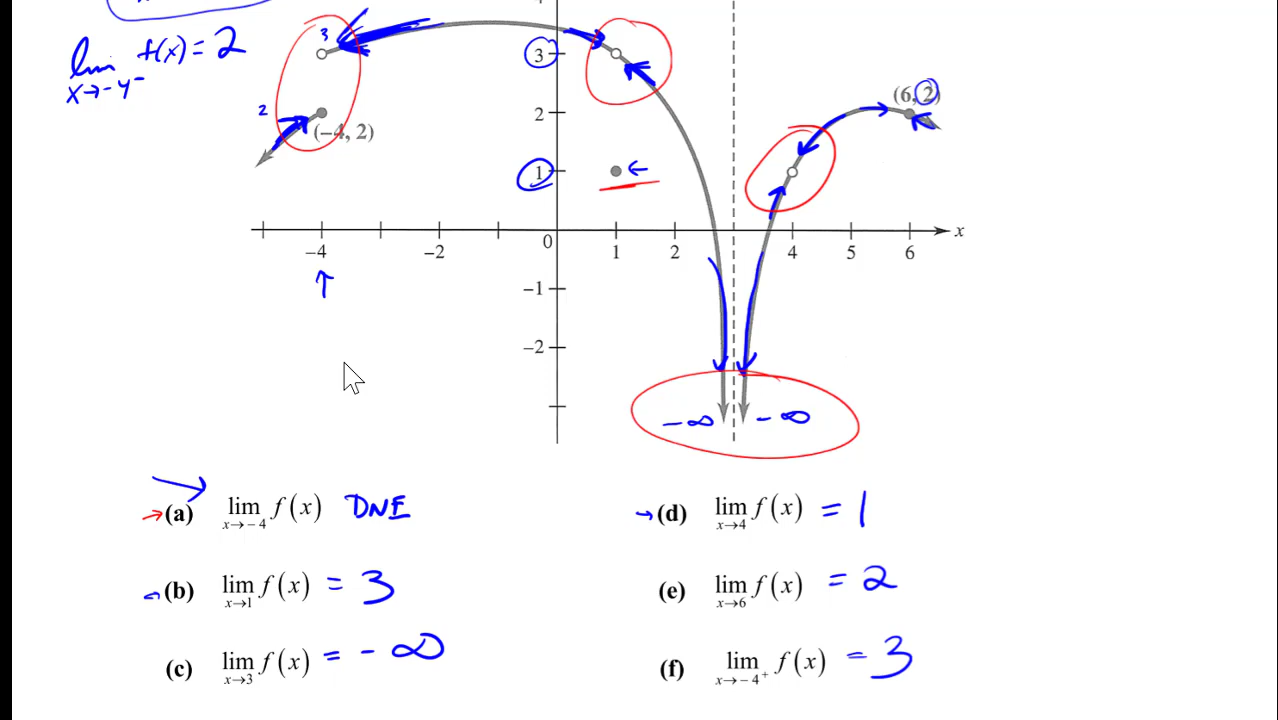 4
lim f(x) = 2
x→-4⁻
3
3
2
(6, 2)
2
(−4, 2)
1
−4
−2
0
1
2
4
5
6
x
−1
−2
-∞ -∞
(a) lim f(x) DNE
x→−4
(d) lim f(x) = 1
x→4
(b) lim f(x) = 3
x→1
(e) lim f(x) = 2
x→6
(c) lim f(x) = -∞
x→3
(f) lim f(x) = 3
x→−4⁺